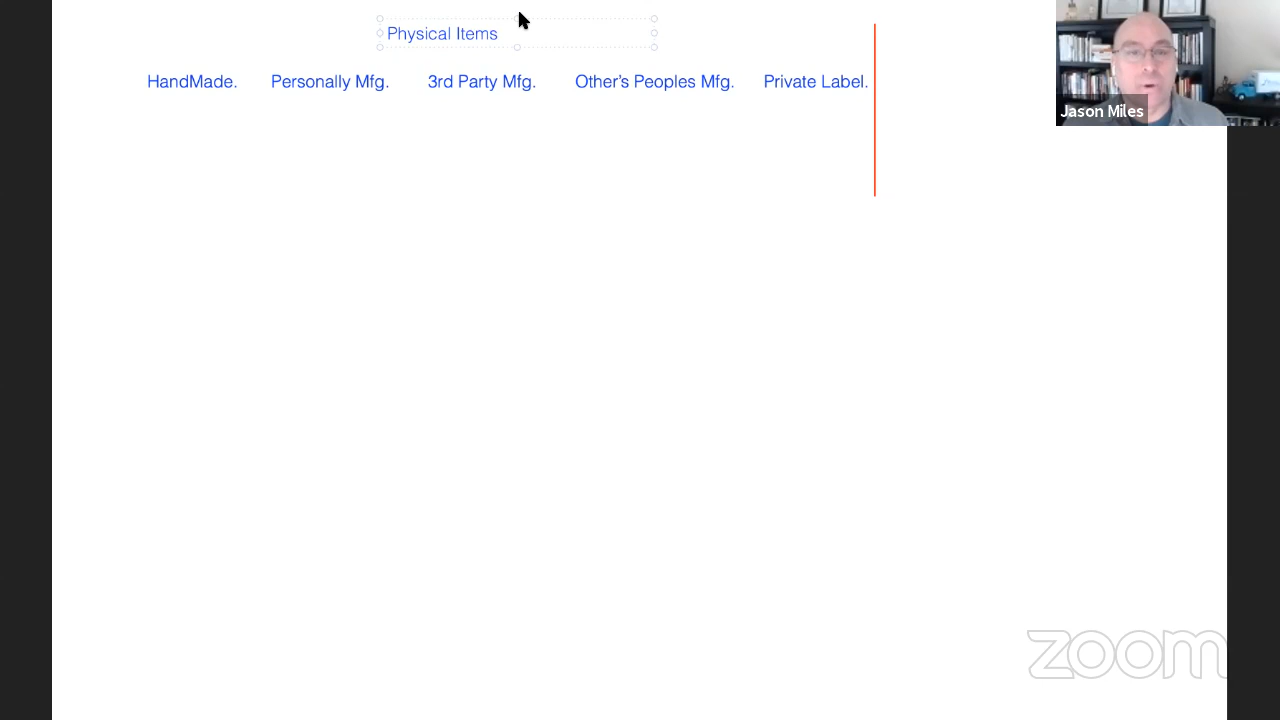 Physical Items
HandMade. Personally Mfg. 3rd Party Mfg. Other's Peoples Mfg. Private Label.
Jason Miles
zoom